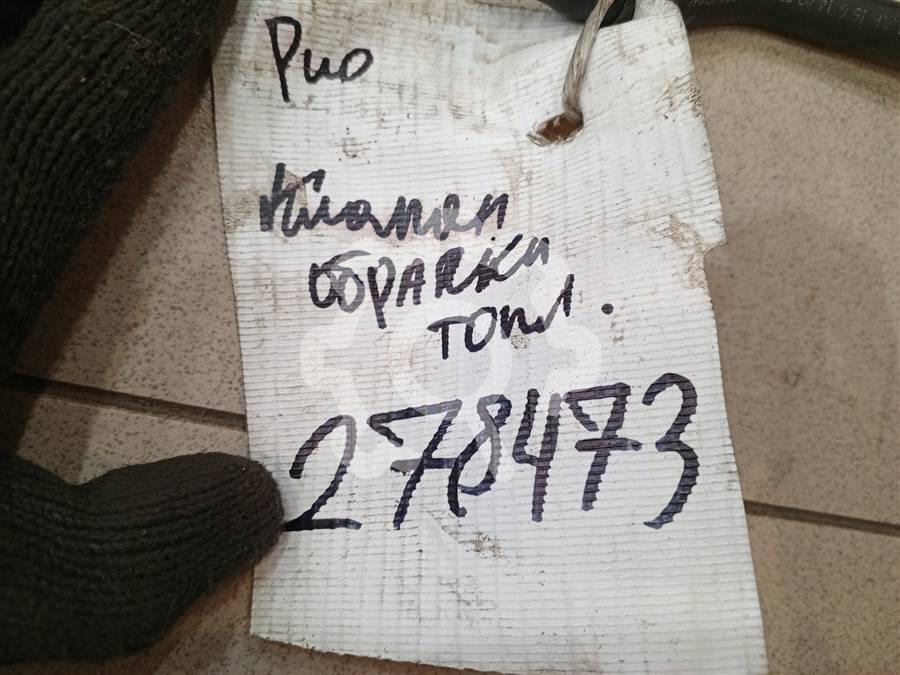 Рио
Клапан
обратки
топл.
278473